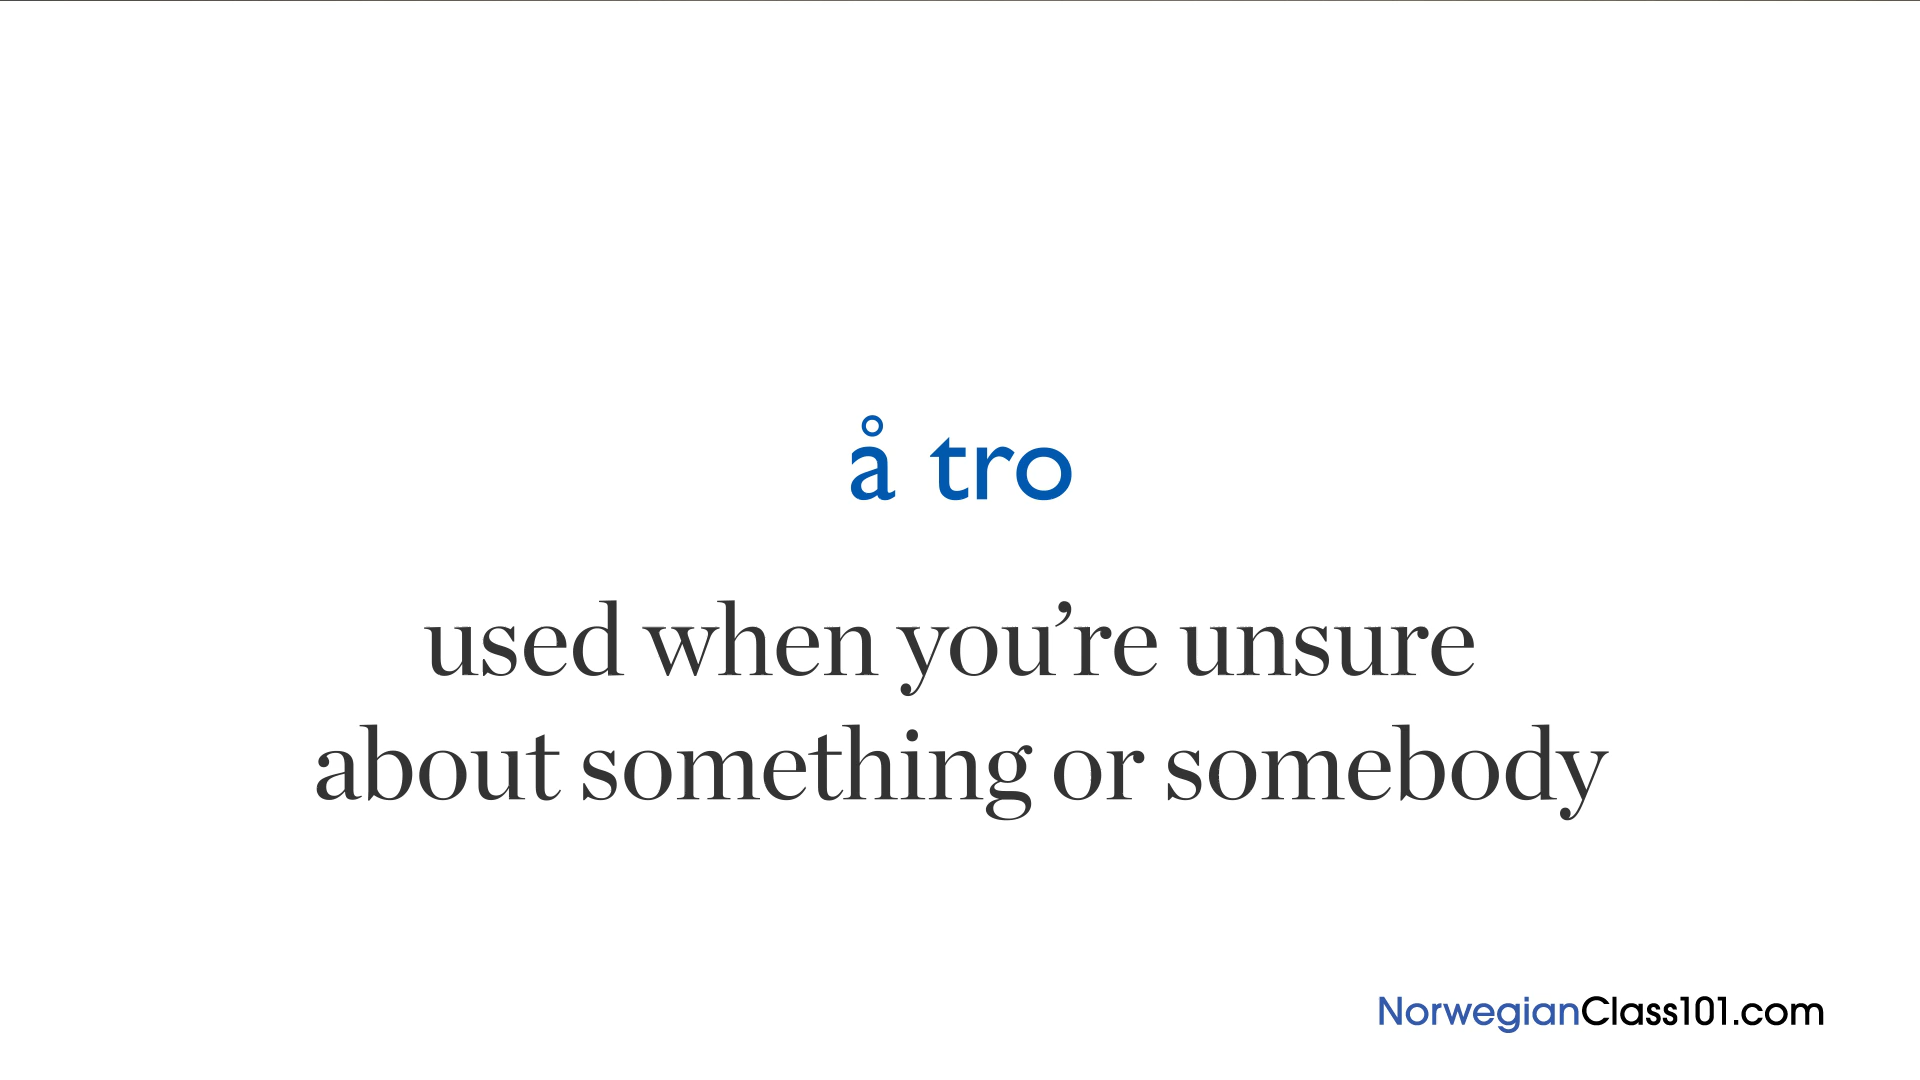 å tro
used when you’re unsure
about something or somebody
NorwegianClass101.com